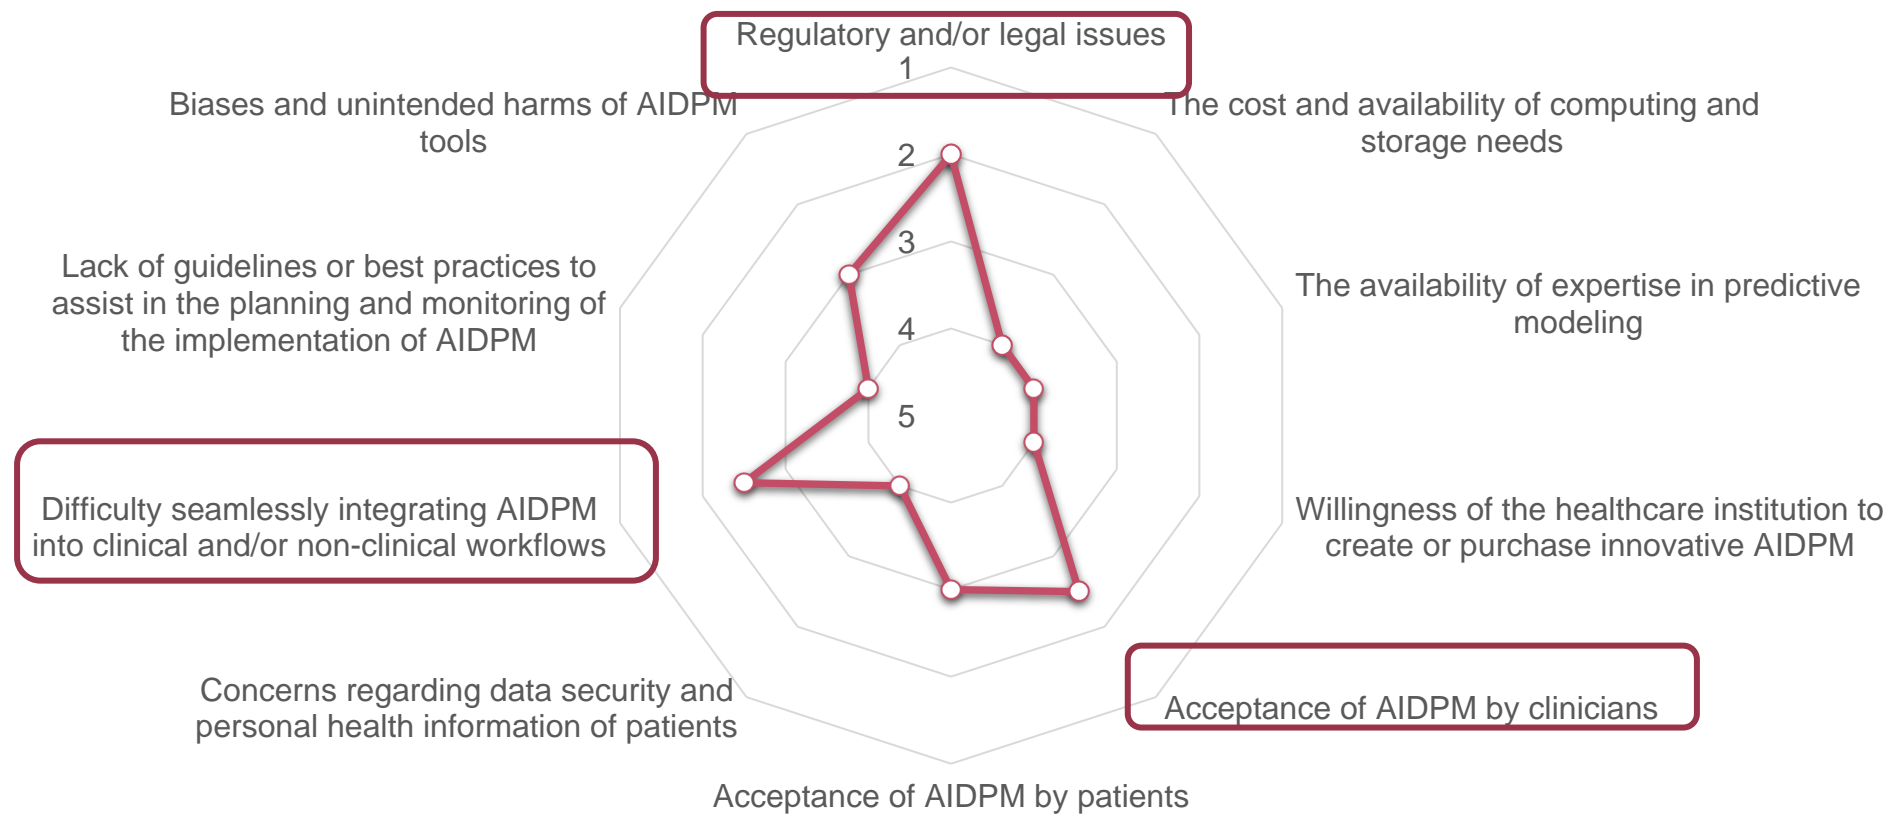 Regulatory and/or legal issues
1
Biases and unintended harms of AIDPM
tools
The cost and availability of computing and
storage needs
2
3
Lack of guidelines or best practices to
assist in the planning and monitoring of
the implementation of AIDPM
The availability of expertise in predictive
modeling
4
5
Difficulty seamlessly integrating AIDPM
into clinical and/or non-clinical workflows
Willingness of the healthcare institution to
create or purchase innovative AIDPM
Concerns regarding data security and
personal health information of patients
Acceptance of AIDPM by clinicians
Acceptance of AIDPM by patients